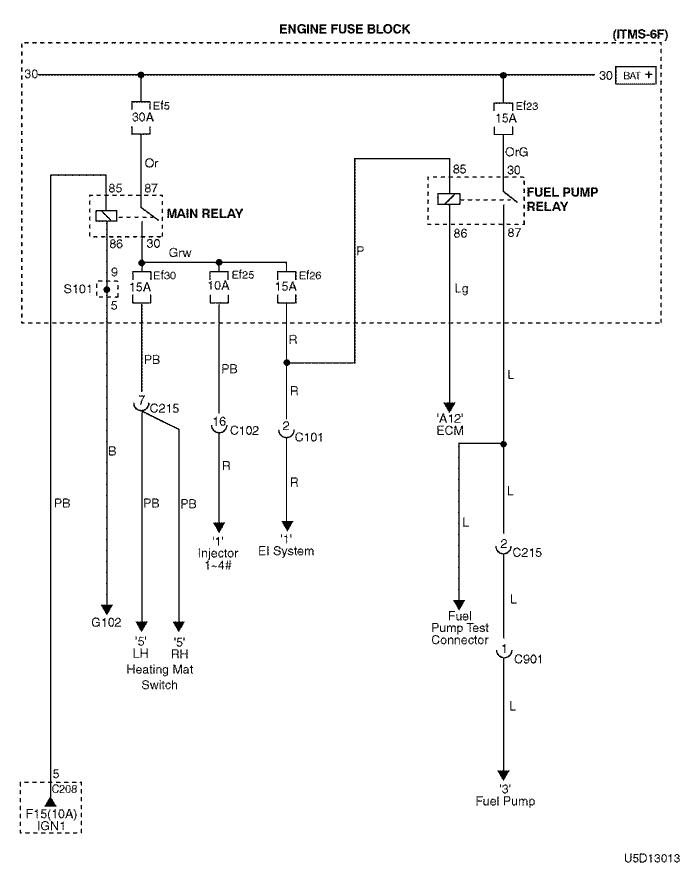 ENGINE FUSE BLOCK
(ITMS-6F)
30
30
BAT +
Ef5
30A
Ef23
15A
Or
OrG
85
87
85
30
MAIN RELAY
FUEL PUMP
RELAY
86
30
86
87
Grw
P
9
S101
5
Ef30
15A
Ef25
10A
Ef26
15A
Lg
R
PB
PB
L
R
7
C215
16
C102
2
C101
'A12'
ECM
B
R
R
L
PB
PB
PB
L
'1'
Injector
1~4#
'1'
EI System
2
C215
L
G102
Fuel
Pump Test
Connector
'5'
LH
'5'
RH
Heating Mat
Switch
1
C901
L
5
C208
F15(10A)
IGN1
'3'
Fuel Pump
U5D13013